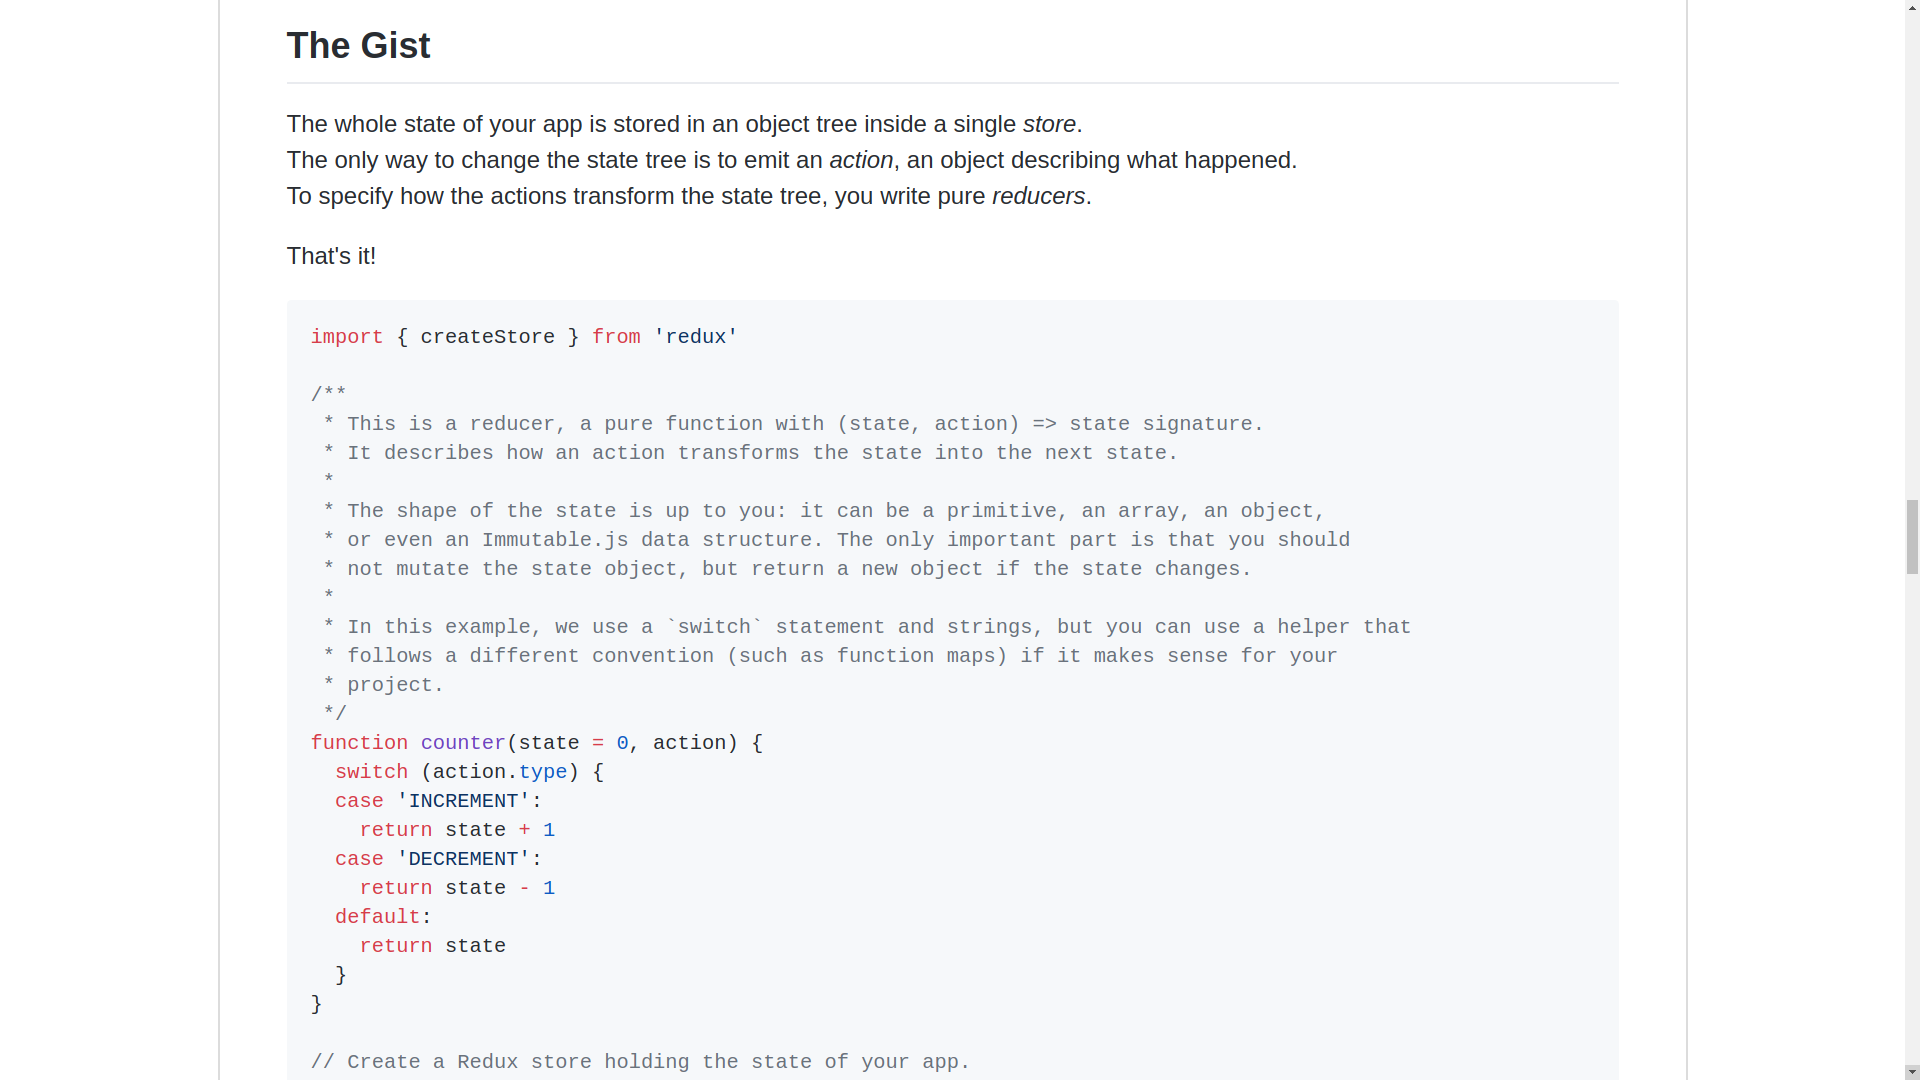 The Gist
The whole state of your app is stored in an object tree inside a single store.
The only way to change the state tree is to emit an action, an object describing what happened.
To specify how the actions transform the state tree, you write pure reducers.
That's it!
import { createStore } from 'redux'
/**
 * This is a reducer, a pure function with (state, action) => state signature.
 * It describes how an action transforms the state into the next state.
 *
 * The shape of the state is up to you: it can be a primitive, an array, an object,
 * or even an Immutable.js data structure. The only important part is that you should
 * not mutate the state object, but return a new object if the state changes.
 *
 * In this example, we use a `switch` statement and strings, but you can use a helper that
 * follows a different convention (such as function maps) if it makes sense for your
 * project.
 */
function counter(state = 0, action) {
  switch (action.type) {
  case 'INCREMENT':
    return state + 1
  case 'DECREMENT':
    return state - 1
  default:
    return state
  }
}
// Create a Redux store holding the state of your app.